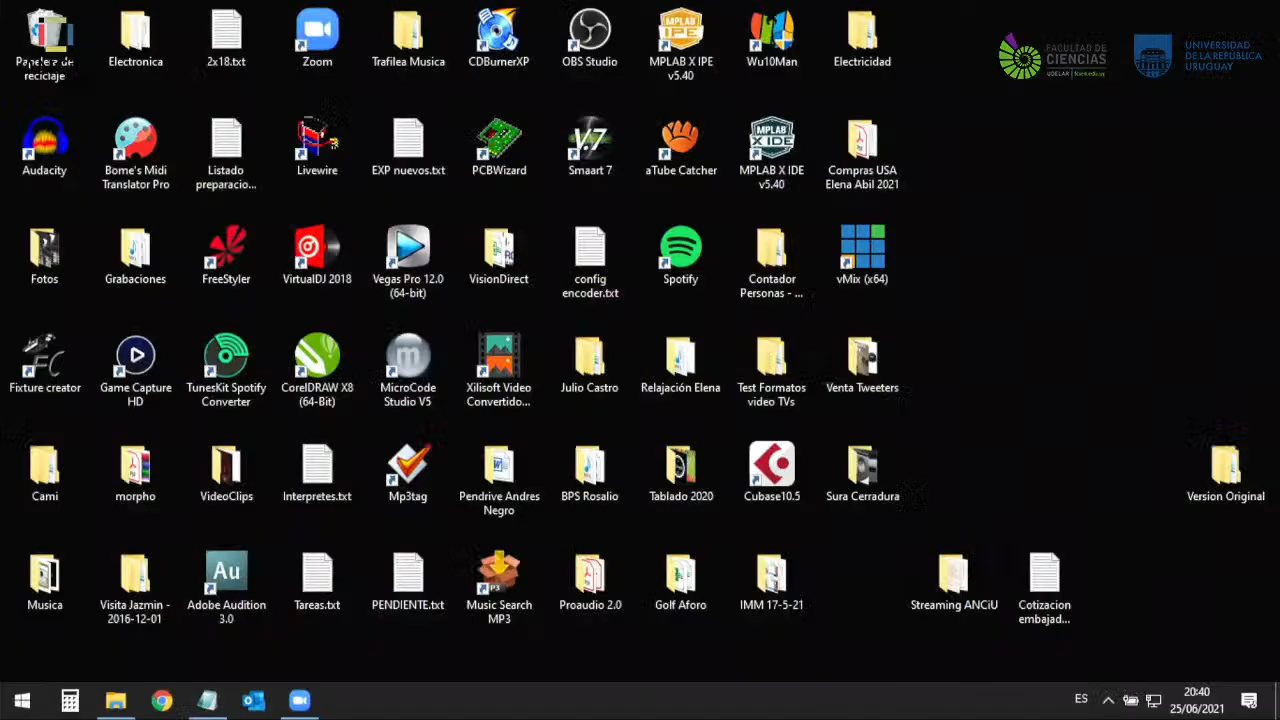 Papelera de
reciclaje
Electronica
2x18.txt
Zoom
Trafilea Musica
CDBurnerXP
OBS Studio
MPLAB X IPE
v5.40
Wu10Man
Electricidad
FACULTAD DE
CIENCIAS
UDELAR | fcien.edu.uy
UNIVERSIDAD
DE LA REPÚBLICA
URUGUAY
Audacity
Bome's Midi
Translator Pro
Listado
preparacio...
Livewire
EXP nuevos.txt
PCBWizard
Smaart 7
aTube Catcher
MPLAB X IDE
v5.40
Compras USA
Elena Abil 2021
Fotos
Grabaciones
FreeStyler
VirtualDJ 2018
Vegas Pro 12.0
(64-bit)
VisionDirect
config
encoder.txt
Spotify
Contador
Personas - ...
vMix (x64)
Fixture creator
Game Capture
HD
TunesKit Spotify
Converter
CorelDRAW X8
(64-Bit)
MicroCode
Studio V5
Xilisoft Video
Convertido...
Julio Castro
Relajación Elena
Test Formatos
video TVs
Venta Tweeters
Cami
morpho
VideoClips
Interpretes.txt
Mp3tag
Pendrive Andres
Negro
BPS Rosalio
Tablado 2020
Cubase10.5
Sura Cerradura
Version Original
Musica
Visita Jazmin -
2016-12-01
Au
Adobe Audition
3.0
Tareas.txt
PENDIENTE.txt
Music Search
MP3
Proaudio 2.0
Golf Aforo
IMM 17-5-21
Streaming ANCiU
Cotizacion
embajad...
ES
20:40
25/06/2021